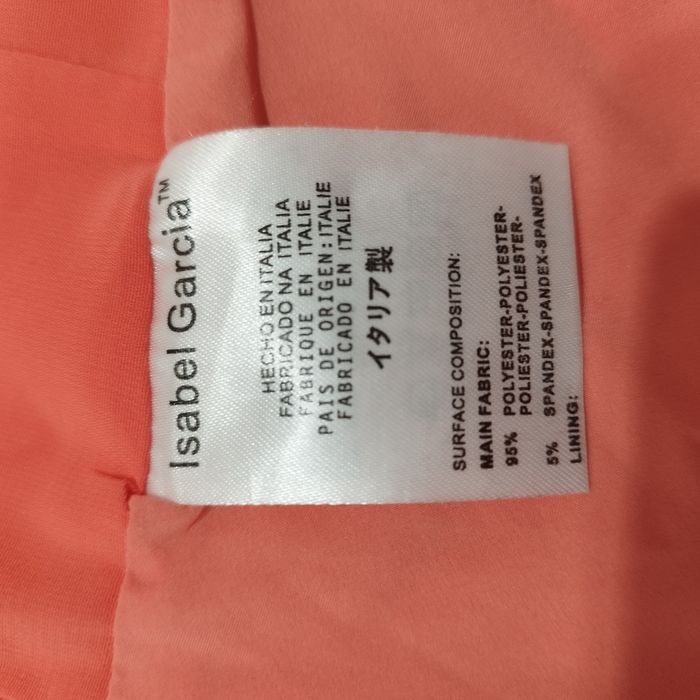 Isabel Garcia™
HECHO EN ITALIA
FABRICADO NA ITALIA
FABRIQUE EN ITALIE
PAIS DE ORIGEN: ITALIE
FABRICADO EN ITALIE
イタリア製
SURFACE COMPOSITION:
MAIN FABRIC:
95% POLYESTER-POLYESTER-
POLIESTER-POLIESTER-
5% SPANDEX-SPANDEX-SPANDEX
LINING: